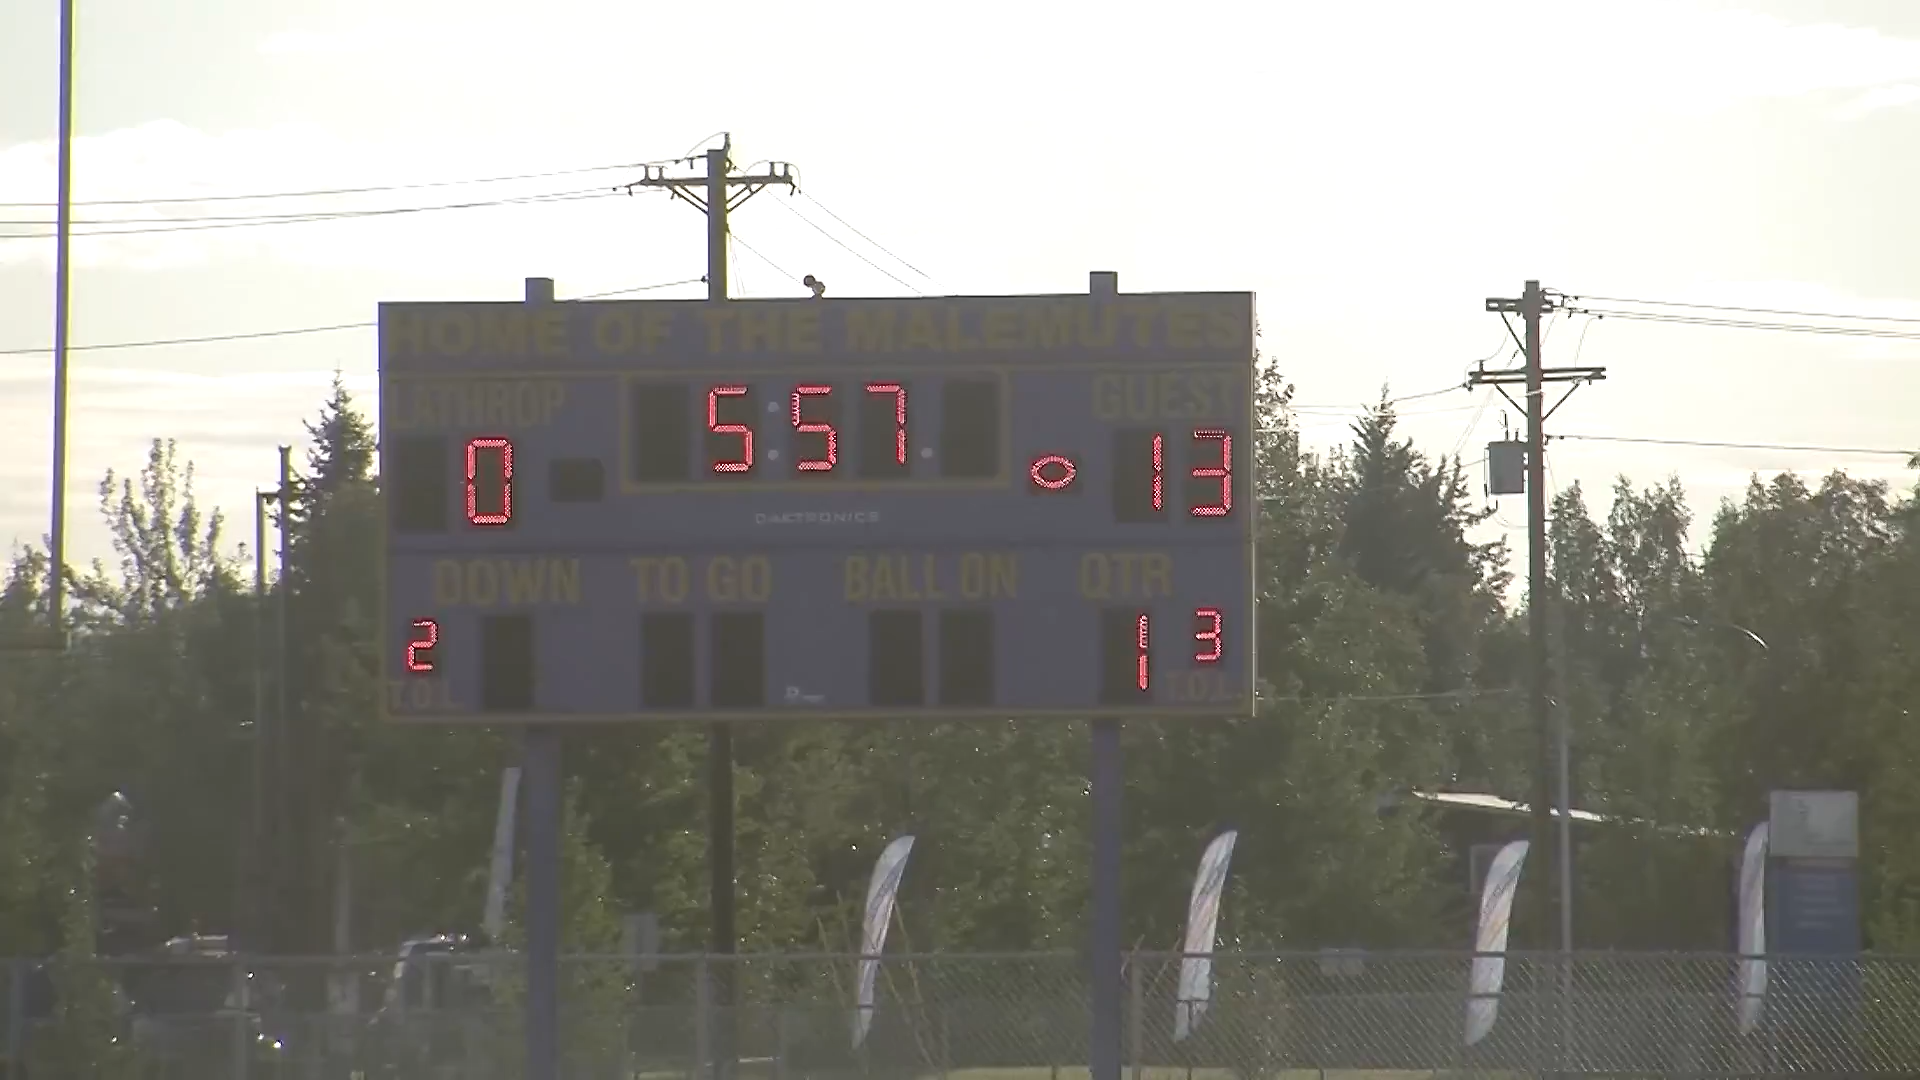 HOME OF THE MALEMUTES
LATHROP 5:57 GUEST
0 13
DAKTRONICS
DOWN TO GO BALL ON QTR
2 1 3
T.O.L. T.O.L.